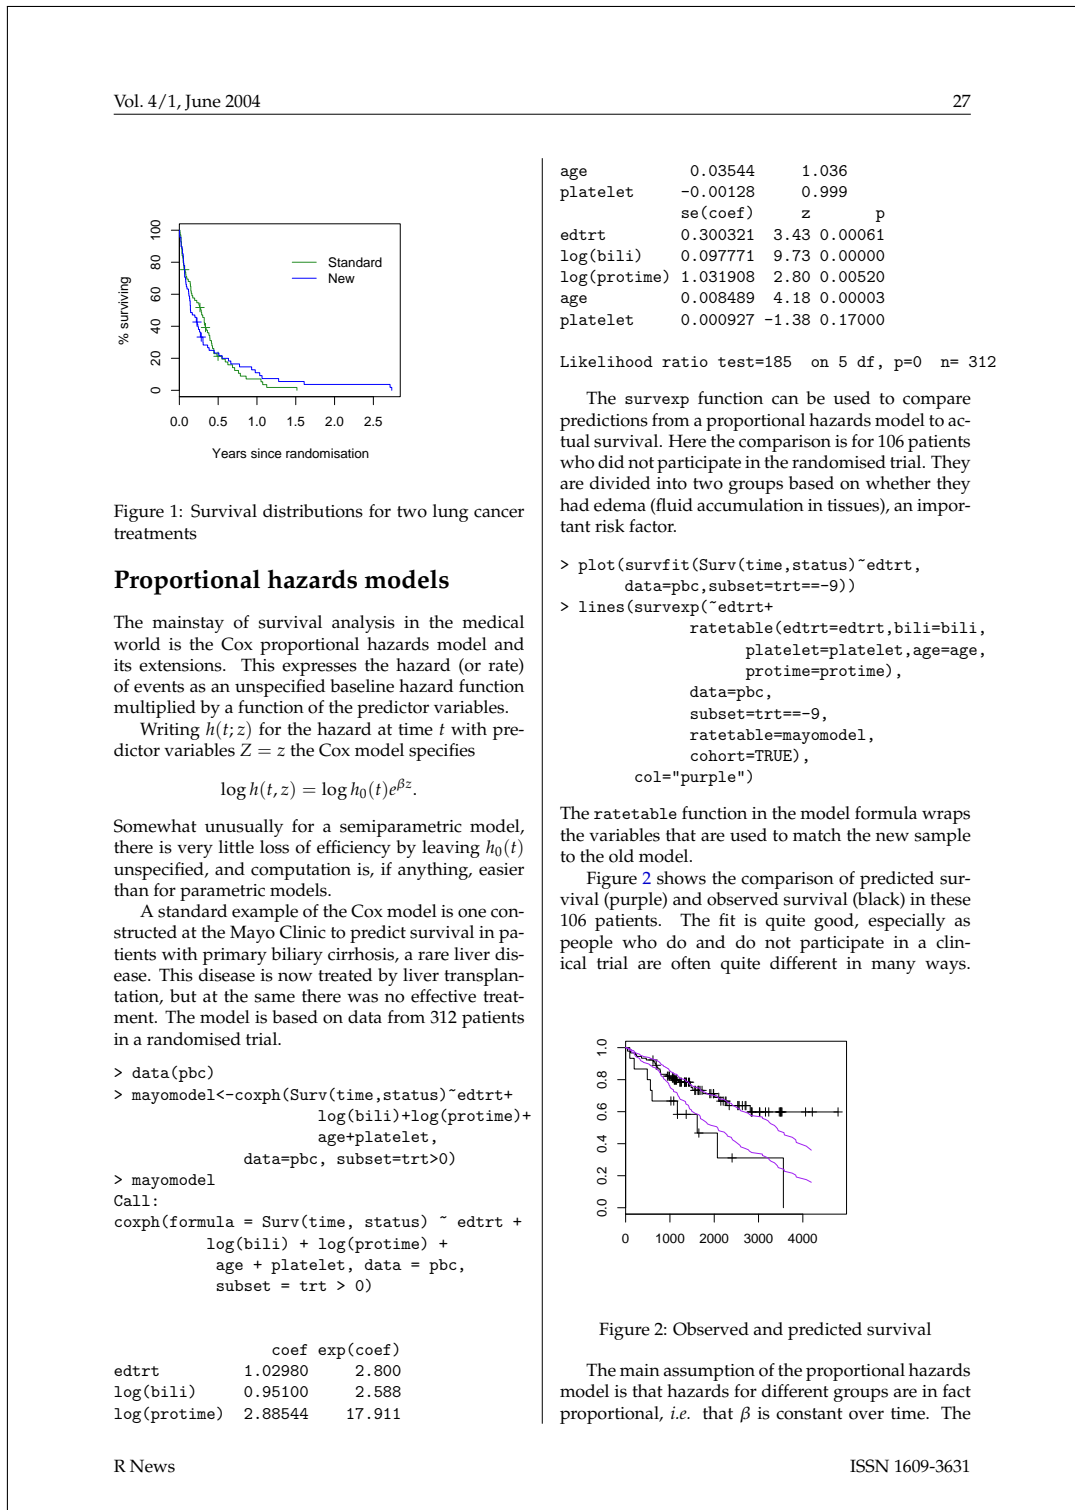 Vol. 4/1, June 2004 27
100
80
60
40
20
0
% surviving
Standard
New
0.0 0.5 1.0 1.5 2.0 2.5
Years since randomisation
Figure 1: Survival distributions for two lung cancer
treatments
Proportional hazards models
The mainstay of survival analysis in the medical
world is the Cox proportional hazards model and
its extensions. This expresses the hazard (or rate)
of events as an unspecified baseline hazard function
multiplied by a function of the predictor variables.
Writing h(t; z) for the hazard at time t with pre-
dictor variables Z = z the Cox model specifies
log h(t, z) = log h₀(t)e^{βz}.
Somewhat unusually for a semiparametric model,
there is very little loss of efficiency by leaving h₀(t)
unspecified, and computation is, if anything, easier
than for parametric models.
A standard example of the Cox model is one con-
structed at the Mayo Clinic to predict survival in pa-
tients with primary biliary cirrhosis, a rare liver dis-
ease. This disease is now treated by liver transplan-
tation, but at the same there was no effective treat-
ment. The model is based on data from 312 patients
in a randomised trial.
> data(pbc)
> mayomodel<-coxph(Surv(time,status)~edtrt+
log(bili)+log(protime)+
age+platelet,
data=pbc, subset=trt>0)
> mayomodel
Call:
coxph(formula = Surv(time, status) ~ edtrt +
log(bili) + log(protime) +
age + platelet, data = pbc,
subset = trt > 0)
coef exp(coef)
edtrt 1.02980 2.800
log(bili) 0.95100 2.588
log(protime) 2.88544 17.911
age 0.03544 1.036
platelet -0.00128 0.999
se(coef) z p
edtrt 0.300321 3.43 0.00061
log(bili) 0.097771 9.73 0.00000
log(protime) 1.031908 2.80 0.00520
age 0.008489 4.18 0.00003
platelet 0.000927 -1.38 0.17000
Likelihood ratio test=185 on 5 df, p=0 n= 312
The survexp function can be used to compare
predictions from a proportional hazards model to ac-
tual survival. Here the comparison is for 106 patients
who did not participate in the randomised trial. They
are divided into two groups based on whether they
had edema (fluid accumulation in tissues), an impor-
tant risk factor.
> plot(survfit(Surv(time,status)~edtrt,
data=pbc,subset=trt==-9))
> lines(survexp(~edtrt+
ratetable(edtrt=edtrt,bili=bili,
platelet=platelet,age=age,
protime=protime),
data=pbc,
subset=trt==-9,
ratetable=mayomodel,
cohort=TRUE),
col="purple")
The ratetable function in the model formula wraps
the variables that are used to match the new sample
to the old model.
Figure 2 shows the comparison of predicted sur-
vival (purple) and observed survival (black) in these
106 patients. The fit is quite good, especially as
people who do and do not participate in a clin-
ical trial are often quite different in many ways.
1.0
0.8
0.6
0.4
0.2
0.0
0 1000 2000 3000 4000
Figure 2: Observed and predicted survival
The main assumption of the proportional hazards
model is that hazards for different groups are in fact
proportional, i.e. that β is constant over time. The
R News ISSN 1609-3631